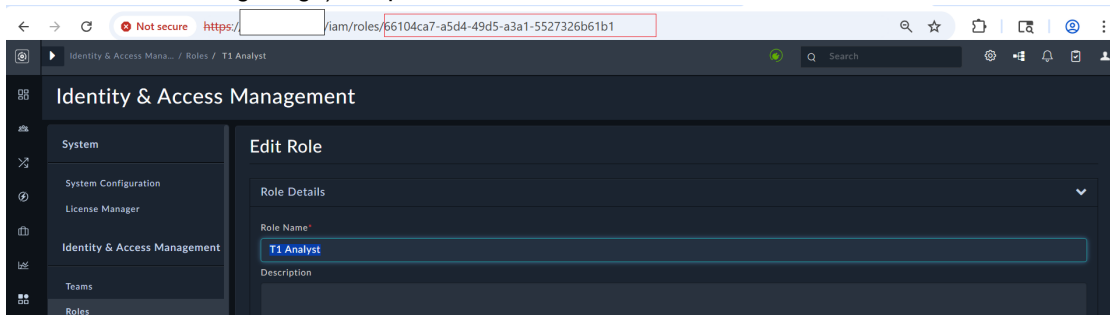 Not secure https:/ /iam/roles/66104ca7-a5d4-49d5-a3a1-5527326b61b1
Identity & Access Mana... / Roles / T1 Analyst
Search
Identity & Access Management
System
System Configuration
License Manager
Identity & Access Management
Teams
Roles
Edit Role
Role Details
Role Name*
T1 Analyst
Description